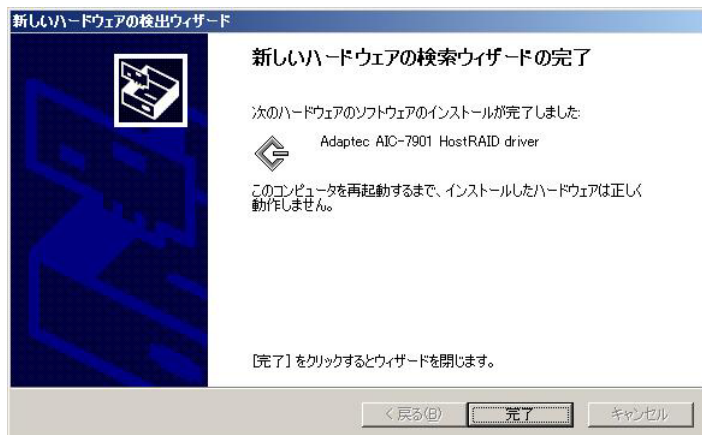 新しいハードウェアの検出ウィザード
新しいハードウェアの検索ウィザードの完了
次のハードウェアのソフトウェアのインストールが完了しました:
Adaptec AIC-7901 HostRAID driver
このコンピュータを再起動するまで、インストールしたハードウェアは正しく
動作しません。
[完了] をクリックするとウィザードを閉じます。
< 戻る(B)
完了
キャンセル